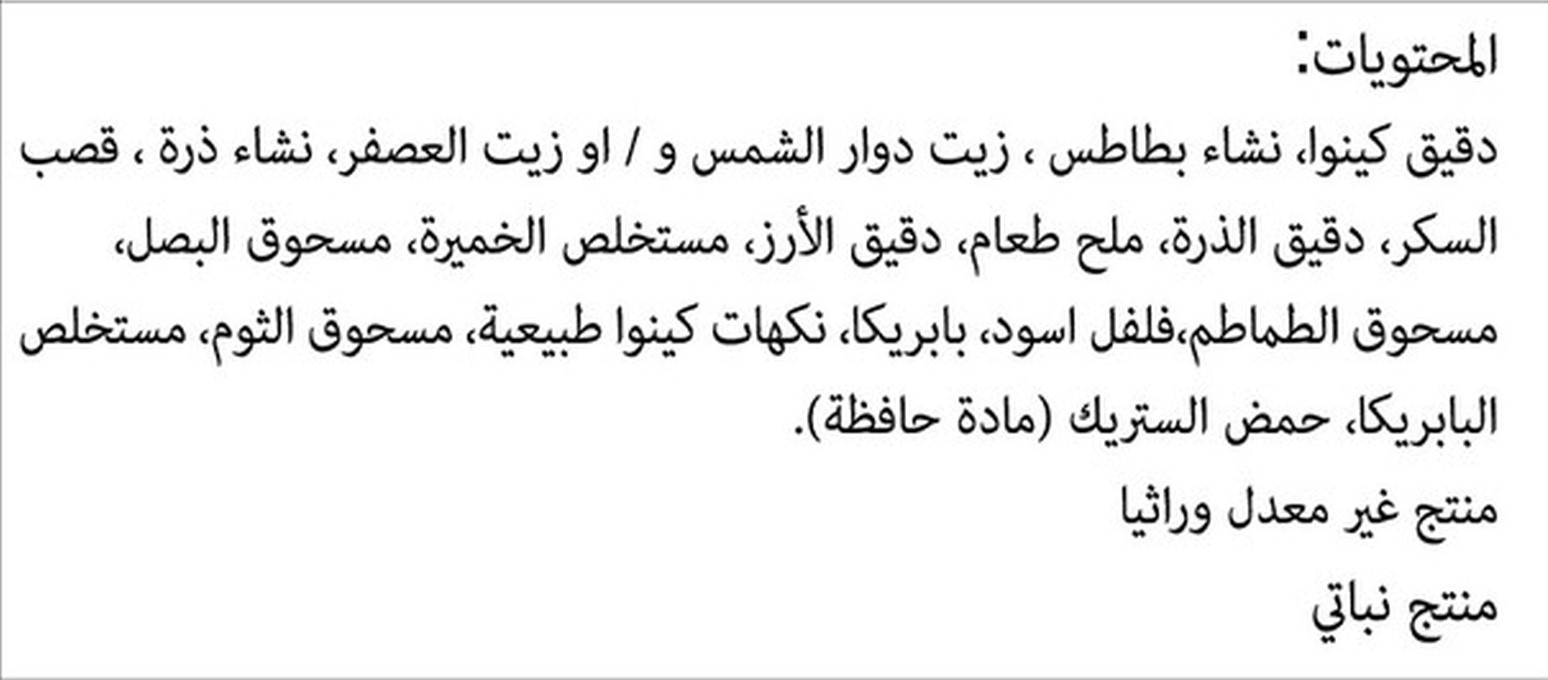 المحتويات:
دقيق كينوا، نشاء بطاطس ، زيت دوار الشمس و / او زيت العصفر، نشاء ذرة ، قصب
السكر، دقيق الذرة، ملح طعام، دقيق الأرز، مستخلص الخميرة، مسحوق البصل،
مسحوق الطماطم،فلفل اسود، بابريكا، نكهات كينوا طبيعية، مسحوق الثوم، مستخلص
البابريكا، حمض الستريك (مادة حافظة).
منتج غير معدل وراثيا
منتج نباتي